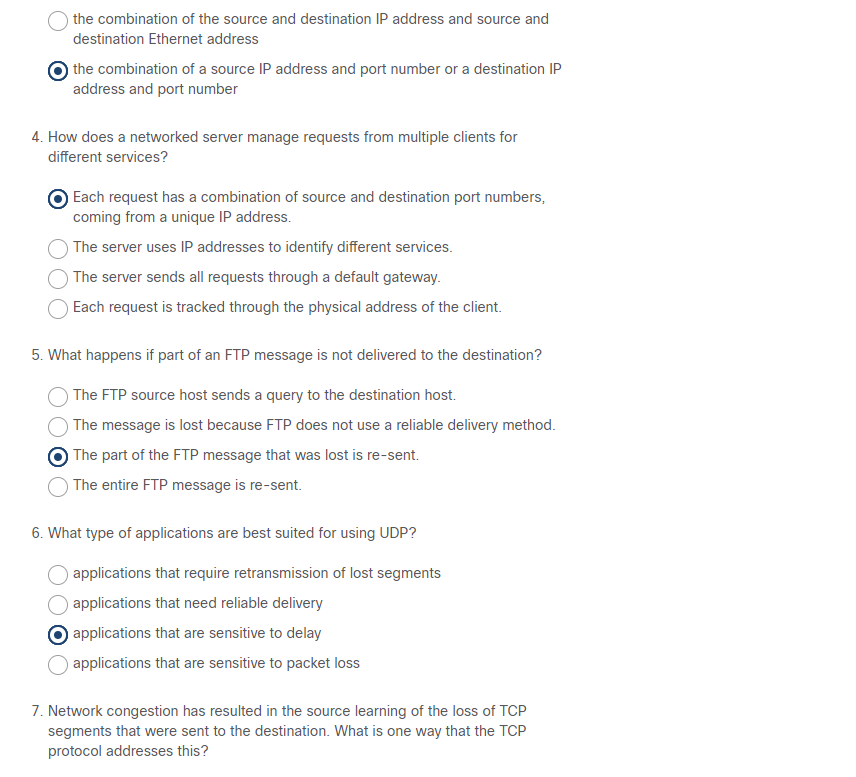 the combination of the source and destination IP address and source and
destination Ethernet address
the combination of a source IP address and port number or a destination IP
address and port number
4. How does a networked server manage requests from multiple clients for
different services?
Each request has a combination of source and destination port numbers,
coming from a unique IP address.
The server uses IP addresses to identify different services.
The server sends all requests through a default gateway.
Each request is tracked through the physical address of the client.
5. What happens if part of an FTP message is not delivered to the destination?
The FTP source host sends a query to the destination host.
The message is lost because FTP does not use a reliable delivery method.
The part of the FTP message that was lost is re-sent.
The entire FTP message is re-sent.
6. What type of applications are best suited for using UDP?
applications that require retransmission of lost segments
applications that need reliable delivery
applications that are sensitive to delay
applications that are sensitive to packet loss
7. Network congestion has resulted in the source learning of the loss of TCP
segments that were sent to the destination. What is one way that the TCP
protocol addresses this?